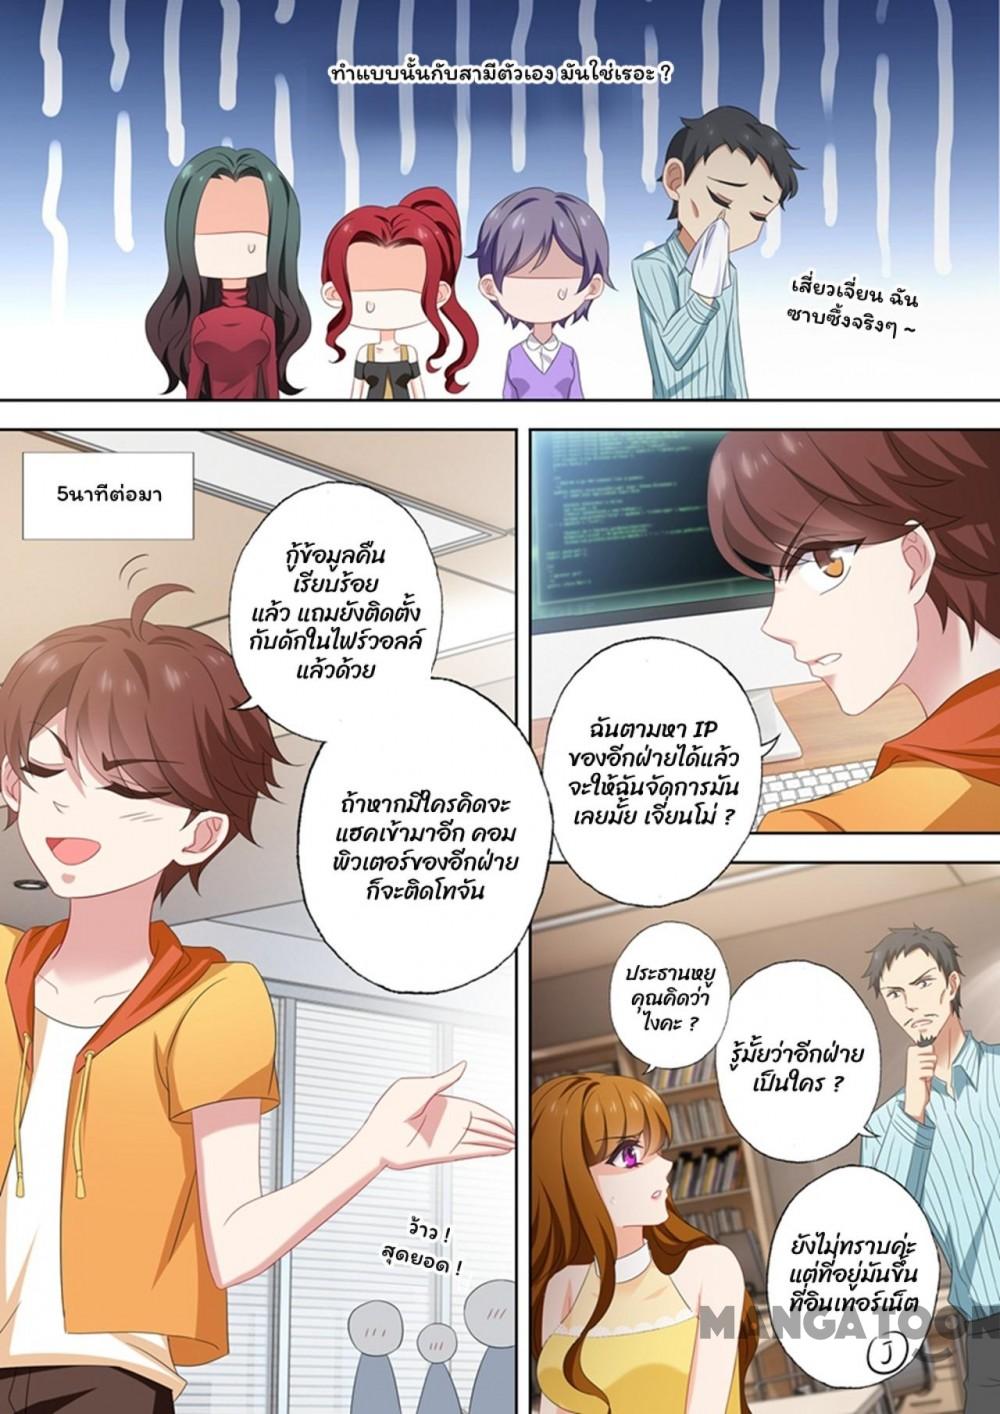 ทำแบบนั้นกับสามีตัวเอง มันใช่เรอะ ?
เสี่ยวเจี่ยน ฉัน
ซาบซึ้งจริงๆ ~
5นาทีต่อมา
กู้ข้อมูลคืน
เรียบร้อย
แล้ว แถมยังติดตั้ง
กับดักในไฟร์วอลล์
แล้วด้วย
ถ้าหากมีใครคิดจะ
แฮคเข้ามาอีก คอม
พิวเตอร์ของอีกฝ่าย
ก็จะติดโทจัน
ว้าว !
สุดยอด !
ฉันตามหา IP
ของอีกฝ่ายได้แล้ว
จะให้ฉันจัดการมัน
เลยมั้ย เจี่ยนโม่ ?
ประธานหยู
คุณคิดว่า
ไงคะ ?
รู้มั้ยว่าอีกฝ่าย
เป็นใคร ?
ยังไม่ทราบค่ะ
แต่ที่อยู่มันขึ้น
ที่อินเทอร์เน็ต
J
MANGATOON